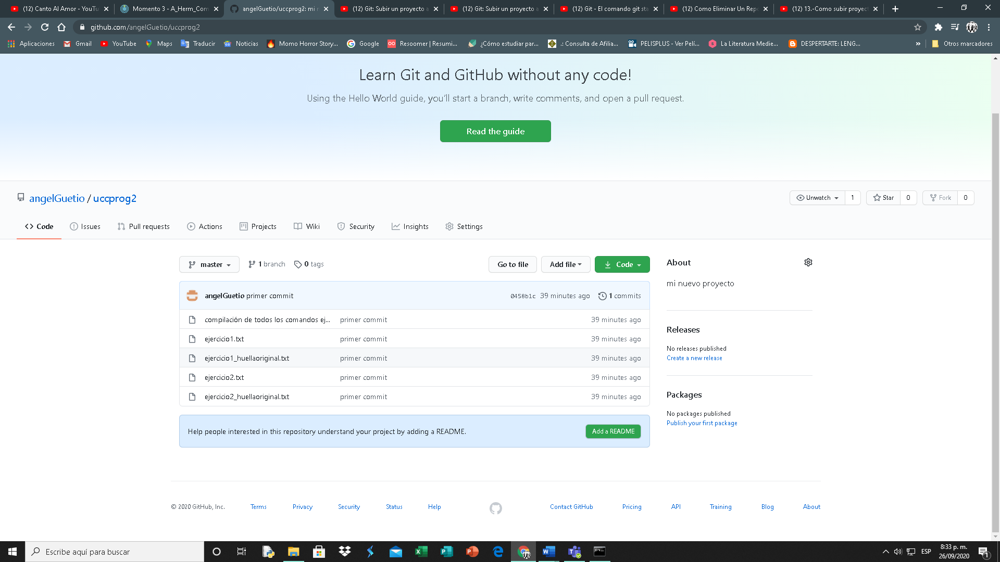 (12) Canto Al Amor - YouTu
Momento 3 - A_Herm_Com
angelGuetio/uccprog2: mi n
(12) Git: Subir un proyecto a
(12) Git: Subir un proyecto a
(12) Git - El comando git sta
(12) Como Eliminar Un Repo
(12) 13.-Como subir proyect
github.com/angelGuetio/uccprog2
Aplicaciones
Gmail
YouTube
Maps
Traducir
Noticias
Momo Horror Story...
Google
Resoomer | Resumi...
¿Cómo estudiar par...
.: Consulta de Afilia...
PELISPLUS - Ver Pelí...
La Literatura Medie...
DESPERTARTE: LENG...
»
Otros marcadores
Learn Git and GitHub without any code!
Using the Hello World guide, you'll start a branch, write comments, and open a pull request.
Read the guide
angelGuetio / uccprog2
Unwatch 1
Star 0
Fork 0
Code
Issues
Pull requests
Actions
Projects
Wiki
Security
Insights
Settings
master
1 branch
0 tags
Go to file
Add file
Code
angelGuetio primer commit 0458b1c 39 minutes ago 1 commits
compilación de todos los comandos ej... primer commit 39 minutes ago
ejercicio1.txt primer commit 39 minutes ago
ejercicio1_huellaoriginal.txt primer commit 39 minutes ago
ejercicio2.txt primer commit 39 minutes ago
ejercicio2_huellaoriginal.txt primer commit 39 minutes ago
Help people interested in this repository understand your project by adding a README.
Add a README
About
mi nuevo proyecto
Releases
No releases published
Create a new release
Packages
No packages published
Publish your first package
© 2020 GitHub, Inc.
Terms
Privacy
Security
Status
Help
Contact GitHub
Pricing
API
Training
Blog
About
Escribe aquí para buscar
ESP
8:33 p. m.
26/09/2020
1